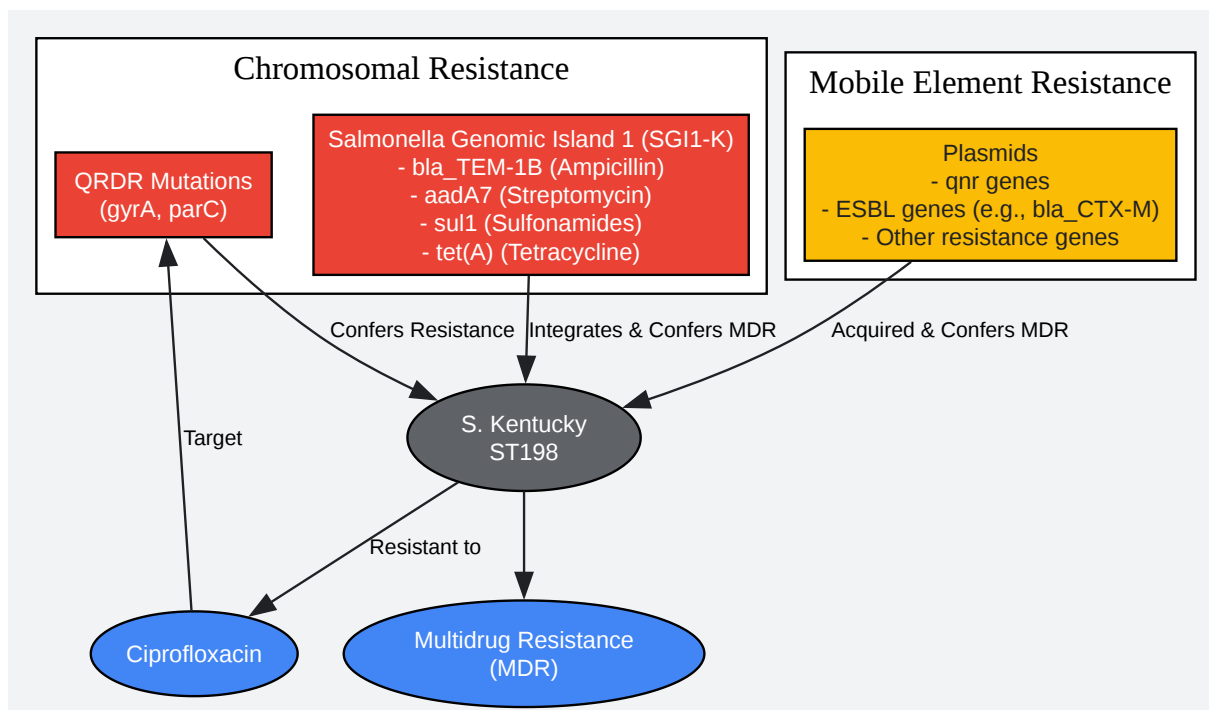 Chromosomal Resistance
Mobile Element Resistance
QRDR Mutations
(gyrA, parC)
Salmonella Genomic Island 1 (SGI1-K)
- bla_TEM-1B (Ampicillin)
- aadA7 (Streptomycin)
- sul1 (Sulfonamides)
- tet(A) (Tetracycline)
Plasmids
- qnr genes
- ESBL genes (e.g., bla_CTX-M)
- Other resistance genes
Confers Resistance
Integrates & Confers MDR
Acquired & Confers MDR
S. Kentucky
ST198
Target
Resistant to
Ciprofloxacin
Multidrug Resistance
(MDR)